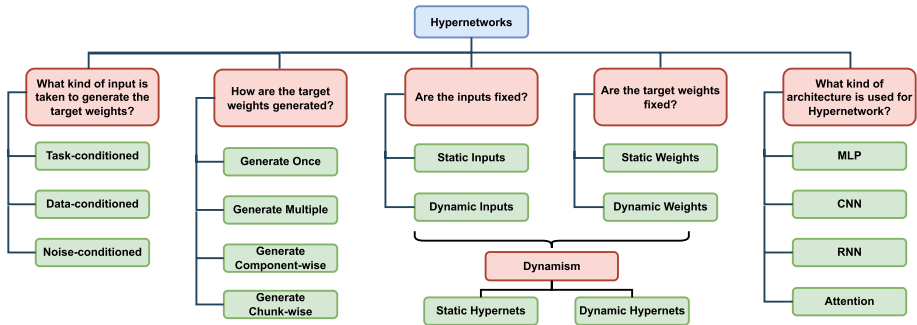 Hypernetworks
What kind of input is
taken to generate the
target weights?
Task-conditioned
Data-conditioned
Noise-conditioned
How are the target
weights generated?
Generate Once
Generate Multiple
Generate
Component-wise
Generate
Chunk-wise
Are the inputs fixed?
Static Inputs
Dynamic Inputs
Are the target weights
fixed?
Static Weights
Dynamic Weights
Dynamism
Static Hypernets
Dynamic Hypernets
What kind of
architecture is used for
Hypernetwork?
MLP
CNN
RNN
Attention